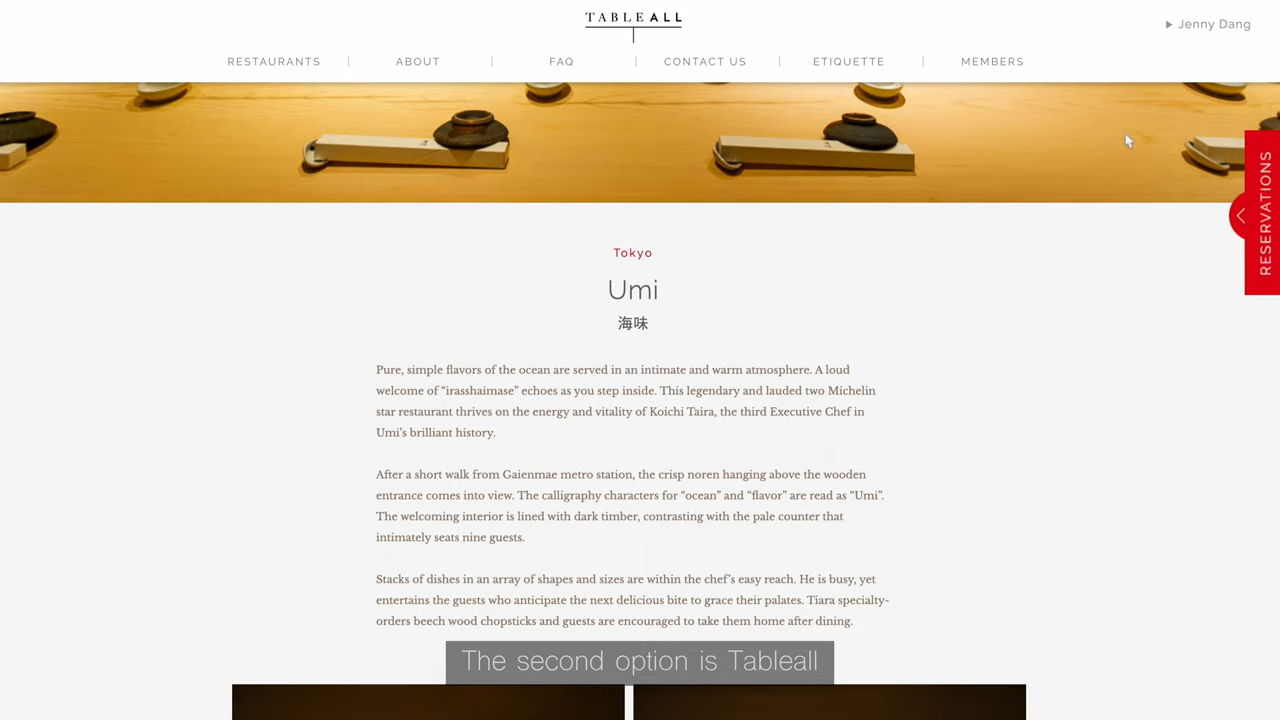 TABLEALL
Jenny Dang
RESTAURANTS | ABOUT | FAQ | CONTACT US | ETIQUETTE | MEMBERS
RESERVATIONS
Tokyo
Umi
海味
Pure, simple flavors of the ocean are served in an intimate and warm atmosphere. A loud
welcome of “irasshaimase” echoes as you step inside. This legendary and lauded two Michelin
star restaurant thrives on the energy and vitality of Koichi Taira, the third Executive Chef in
Umi’s brilliant history.
After a short walk from Gaienmae metro station, the crisp noren hanging above the wooden
entrance comes into view. The calligraphy characters for “ocean” and “flavor” are read as “Umi”.
The welcoming interior is lined with dark timber, contrasting with the pale counter that
intimately seats nine guests.
Stacks of dishes in an array of shapes and sizes are within the chef’s easy reach. He is busy, yet
entertains the guests who anticipate the next delicious bite to grace their palates. Tiara specialty-
orders beech wood chopsticks and guests are encouraged to take them home after dining.
The second option is Tableall